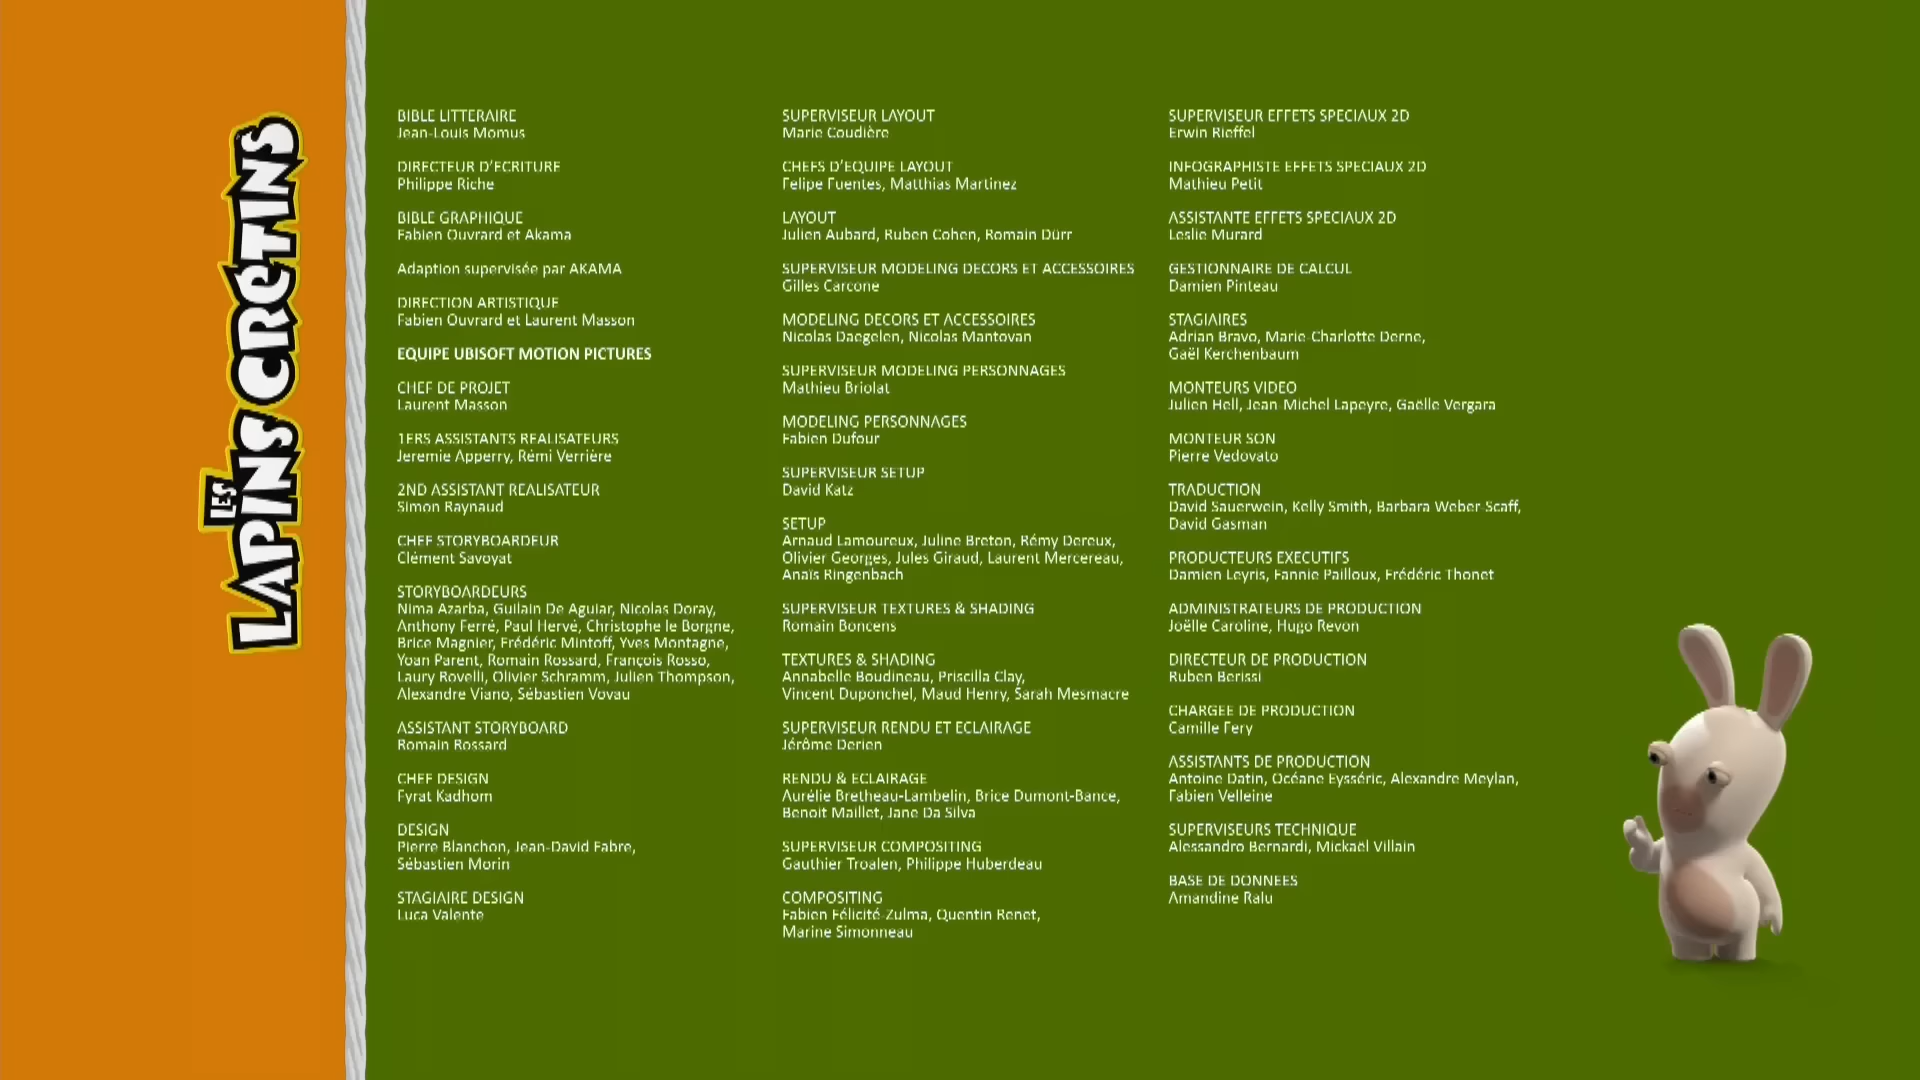 LES
LAPINS CRETINS
BIBLE LITTERAIRE
Jean-Louis Momus
DIRECTEUR D'ECRITURE
Philippe Riche
BIBLE GRAPHIQUE
Fabien Ouvrard et Akama
Adaption supervisée par AKAMA
DIRECTION ARTISTIQUE
Fabien Ouvrard et Laurent Masson
EQUIPE UBISOFT MOTION PICTURES
CHEF DE PROJET
Laurent Masson
1ERS ASSISTANTS REALISATEURS
Jeremie Apperry, Rémi Verrière
2ND ASSISTANT REALISATEUR
Simon Raynaud
CHEF STORYBOARDEUR
Clément Savoyat
STORYBOARDEURS
Nima Azarba, Guilain De Aguiar, Nicolas Doray,
Anthony Ferré, Paul Hervé, Christophe le Borgne,
Brice Magnier, Frédéric Mintoff, Yves Montagne,
Yoan Parent, Romain Rossard, François Rosso,
Laury Rovelli, Olivier Schramm, Julien Thompson,
Alexandre Viano, Sébastien Vovau
ASSISTANT STORYBOARD
Romain Rossard
CHEF DESIGN
Fyrat Kadhom
DESIGN
Pierre Blanchon, Jean-David Fabre,
Sébastien Morin
STAGIAIRE DESIGN
Luca Valente
SUPERVISEUR LAYOUT
Marie Coudière
CHEFS D'EQUIPE LAYOUT
Felipe Fuentes, Matthias Martinez
LAYOUT
Julien Aubard, Ruben Cohen, Romain Dürr
SUPERVISEUR MODELING DECORS ET ACCESSOIRES
Gilles Carcone
MODELING DECORS ET ACCESSOIRES
Nicolas Daegelen, Nicolas Mantovan
SUPERVISEUR MODELING PERSONNAGES
Mathieu Briolat
MODELING PERSONNAGES
Fabien Dufour
SUPERVISEUR SETUP
David Katz
SETUP
Arnaud Lamoureux, Juline Breton, Rémy Dereux,
Olivier Georges, Jules Giraud, Laurent Mercereau,
Anaïs Ringenbach
SUPERVISEUR TEXTURES & SHADING
Romain Boncens
TEXTURES & SHADING
Annabelle Boudineau, Priscilla Clay,
Vincent Duponchel, Maud Henry, Sarah Mesmacre
SUPERVISEUR RENDU ET ECLAIRAGE
Jérôme Derien
RENDU & ECLAIRAGE
Aurélie Bretheau-Lambelin, Brice Dumont-Bance,
Benoit Maillet, Jane Da Silva
SUPERVISEUR COMPOSITING
Gauthier Troalen, Philippe Huberdeau
COMPOSITING
Fabien Félicité-Zulma, Quentin Renet,
Marine Simonneau
SUPERVISEUR EFFETS SPECIAUX 2D
Erwin Rieffel
INFOGRAPHISTE EFFETS SPECIAUX 2D
Mathieu Petit
ASSISTANTE EFFETS SPECIAUX 2D
Leslie Murard
GESTIONNAIRE DE CALCUL
Damien Pinteau
STAGIAIRES
Adrian Bravo, Marie-Charlotte Derne,
Gaël Kerchenbaum
MONTEURS VIDEO
Julien Hell, Jean-Michel Lapeyre, Gaëlle Vergara
MONTEUR SON
Pierre Vedovato
TRADUCTION
David Sauerwein, Kelly Smith, Barbara Weber-Scaff,
David Gasman
PRODUCTEURS EXECUTIFS
Damien Leyris, Fannie Pailloux, Frédéric Thonet
ADMINISTRATEURS DE PRODUCTION
Joëlle Caroline, Hugo Revon
DIRECTEUR DE PRODUCTION
Ruben Berissi
CHARGEE DE PRODUCTION
Camille Fery
ASSISTANTS DE PRODUCTION
Antoine Datin, Océane Eysséric, Alexandre Meylan,
Fabien Velleine
SUPERVISEURS TECHNIQUE
Alessandro Bernardi, Mickaël Villain
BASE DE DONNEES
Amandine Ralu